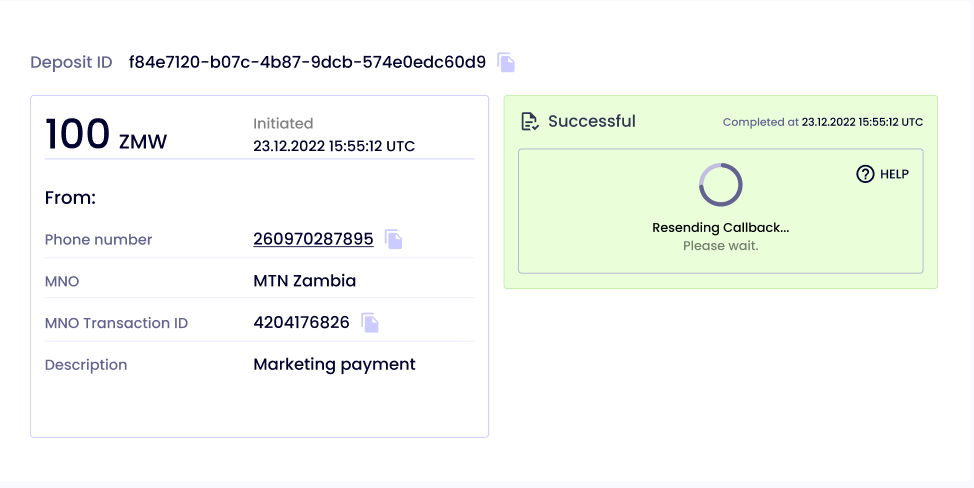 Deposit ID f84e7120-b07c-4b87-9dcb-574e0edc60d9
100 ZMW
Initiated
23.12.2022 15:55:12 UTC
From:
Phone number 260970287895
MNO MTN Zambia
MNO Transaction ID 4204176826
Description Marketing payment
Successful
Completed at 23.12.2022 15:55:12 UTC
HELP
Resending Callback...
Please wait.